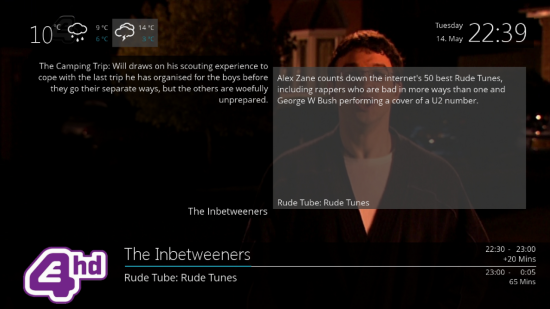 10°C
9 °C
6 °C
14 °C
Tuesday
14. May
22:39
The Camping Trip: Will draws on his scouting experience to
cope with the last trip he has organised for the boys before
they go their separate ways, but the others are woefully
unprepared.
The Inbetweeners
Alex Zane counts down the internet's 50 best Rude Tunes,
including rappers who are bad in more ways than one and
George W Bush performing a cover of a U2 number.
Rude Tube: Rude Tunes
4hd
The Inbetweeners
22:30 - 23:00
+20 Mins
Rude Tube: Rude Tunes
23:00 - 0:05
65 Mins